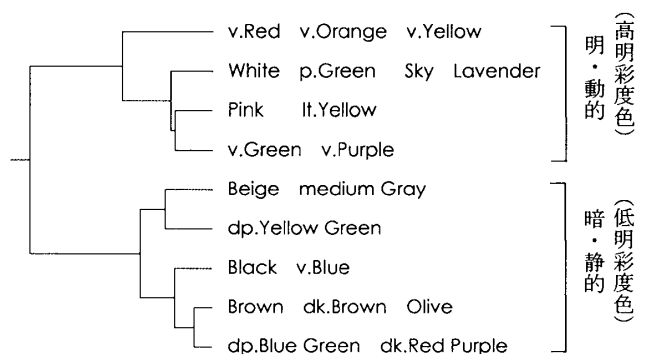 v.Red v.Orange v.Yellow
White p.Green Sky Lavender
Pink lt.Yellow
v.Green v.Purple
明・動的
(高明彩度色)
Beige medium Gray
dp.Yellow Green
Black v.Blue
Brown dk.Brown Olive
dp.Blue Green dk.Red Purple
暗・静的
(低明彩度色)